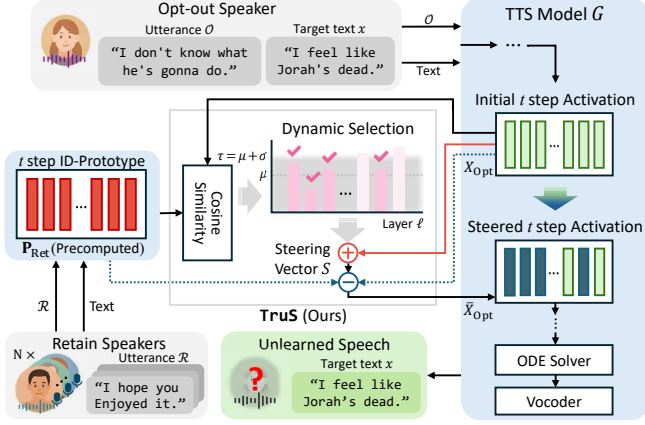 Opt-out Speaker
Utterance 𝒪
Target text x
“I don't know what
he's gonna do.”
“I feel like
Jorah's dead.”
𝒪
Text
TTS Model G
...
Initial t step Activation
...
X_Opt
Dynamic Selection
τ = μ + σ
μ
...
Layer ℓ
Cosine
Similarity
t step ID-Prototype
...
P_Ret (Precomputed)
Steering
Vector S
+
−
TruS (Ours)
Steered t step Activation
...
X̄_Opt
ℛ
Text
N ×
Retain Speakers
Utterance ℛ
“I hope you
Enjoyed it.”
Unlearned Speech
Target text x
?
“I feel like
Jorah’s dead.”
ODE Solver
Vocoder